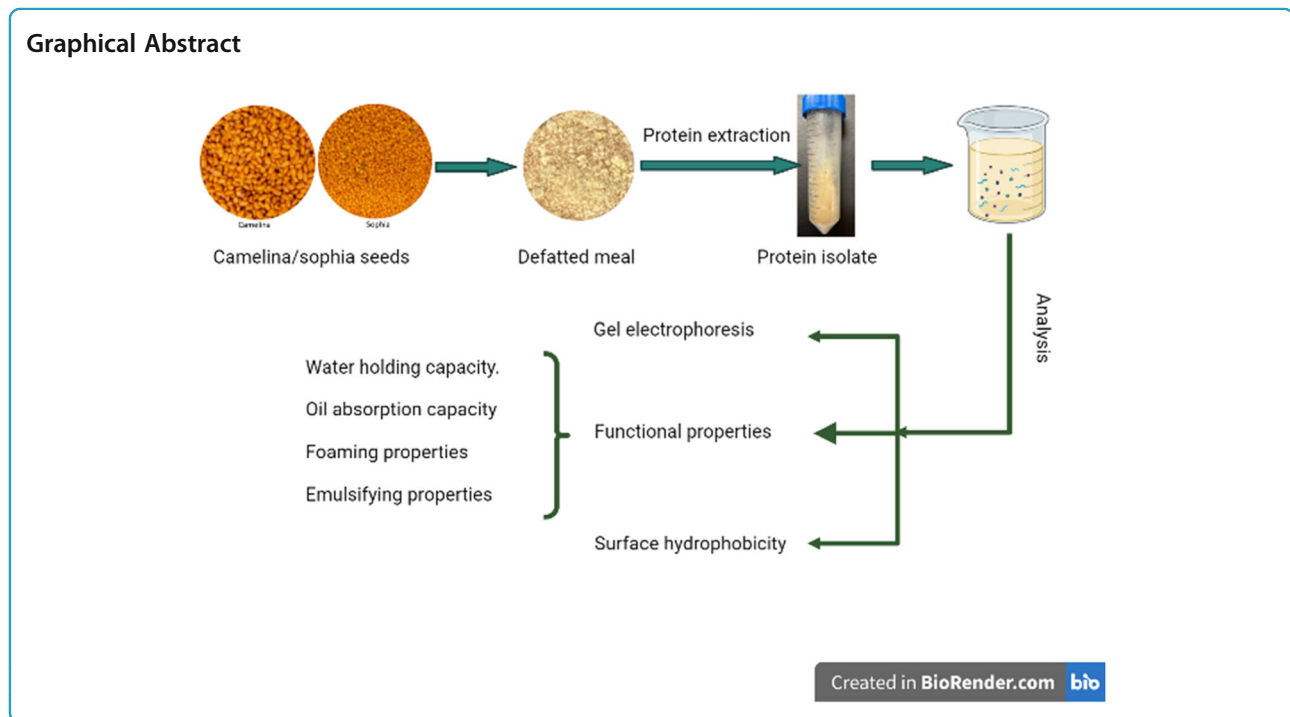 Graphical Abstract
Protein extraction
Camelina
Sophia
Camelina/sophia seeds
Defatted meal
Protein isolate
Analysis
Gel electrophoresis
Water holding capacity.
Oil absorption capacity
Functional properties
Foaming properties
Emulsifying properties
Surface hydrophobicity
Created in BioRender.com bio